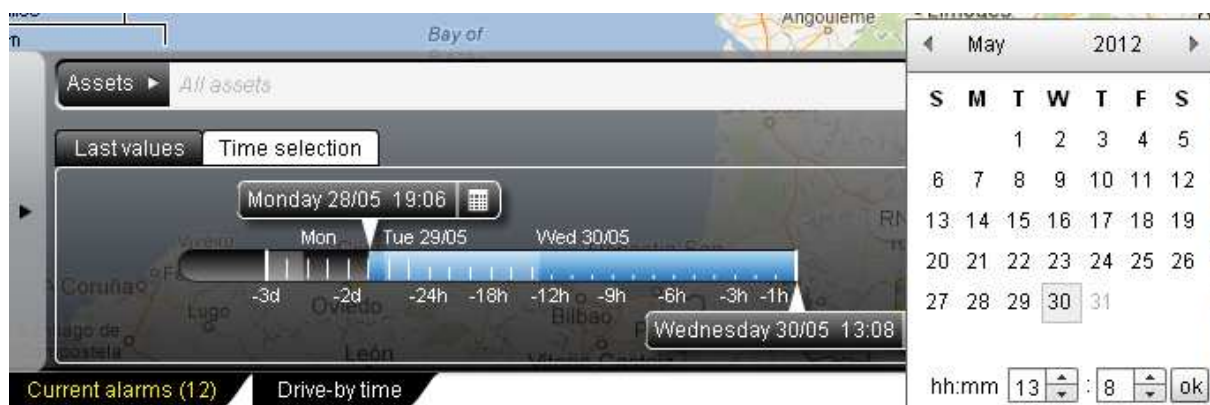 Angouleme
Bay of
May 2012
Assets
All assets
S M T W T F S
1 2 3 4 5
6 7 8 9 10 11 12
13 14 15 16 17 18 19
20 21 22 23 24 25 26
27 28 29 30 31
hh:mm 13 : 8 ok
Last values Time selection
Monday 28/05 19:06
Mon Tue 29/05 Wed 30/05
-3d -2d -24h -18h -12h -9h -6h -3h -1h
Coruña
Lugo
Oviedo
Bilbao
Wednesday 30/05 13:08
León
Current alarms (12) Drive-by time